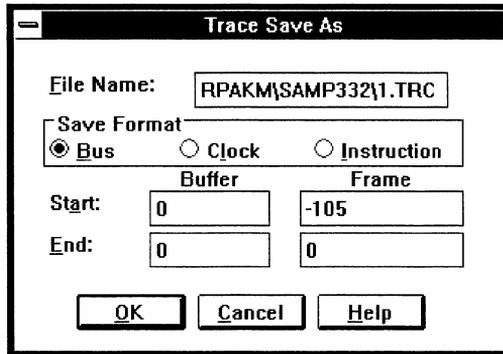 Trace Save As
File Name: RPAKM\SAMP332\1.TRC
Save Format
Bus Clock Instruction
Buffer Frame
Start: 0 -105
End: 0 0
OK Cancel Help